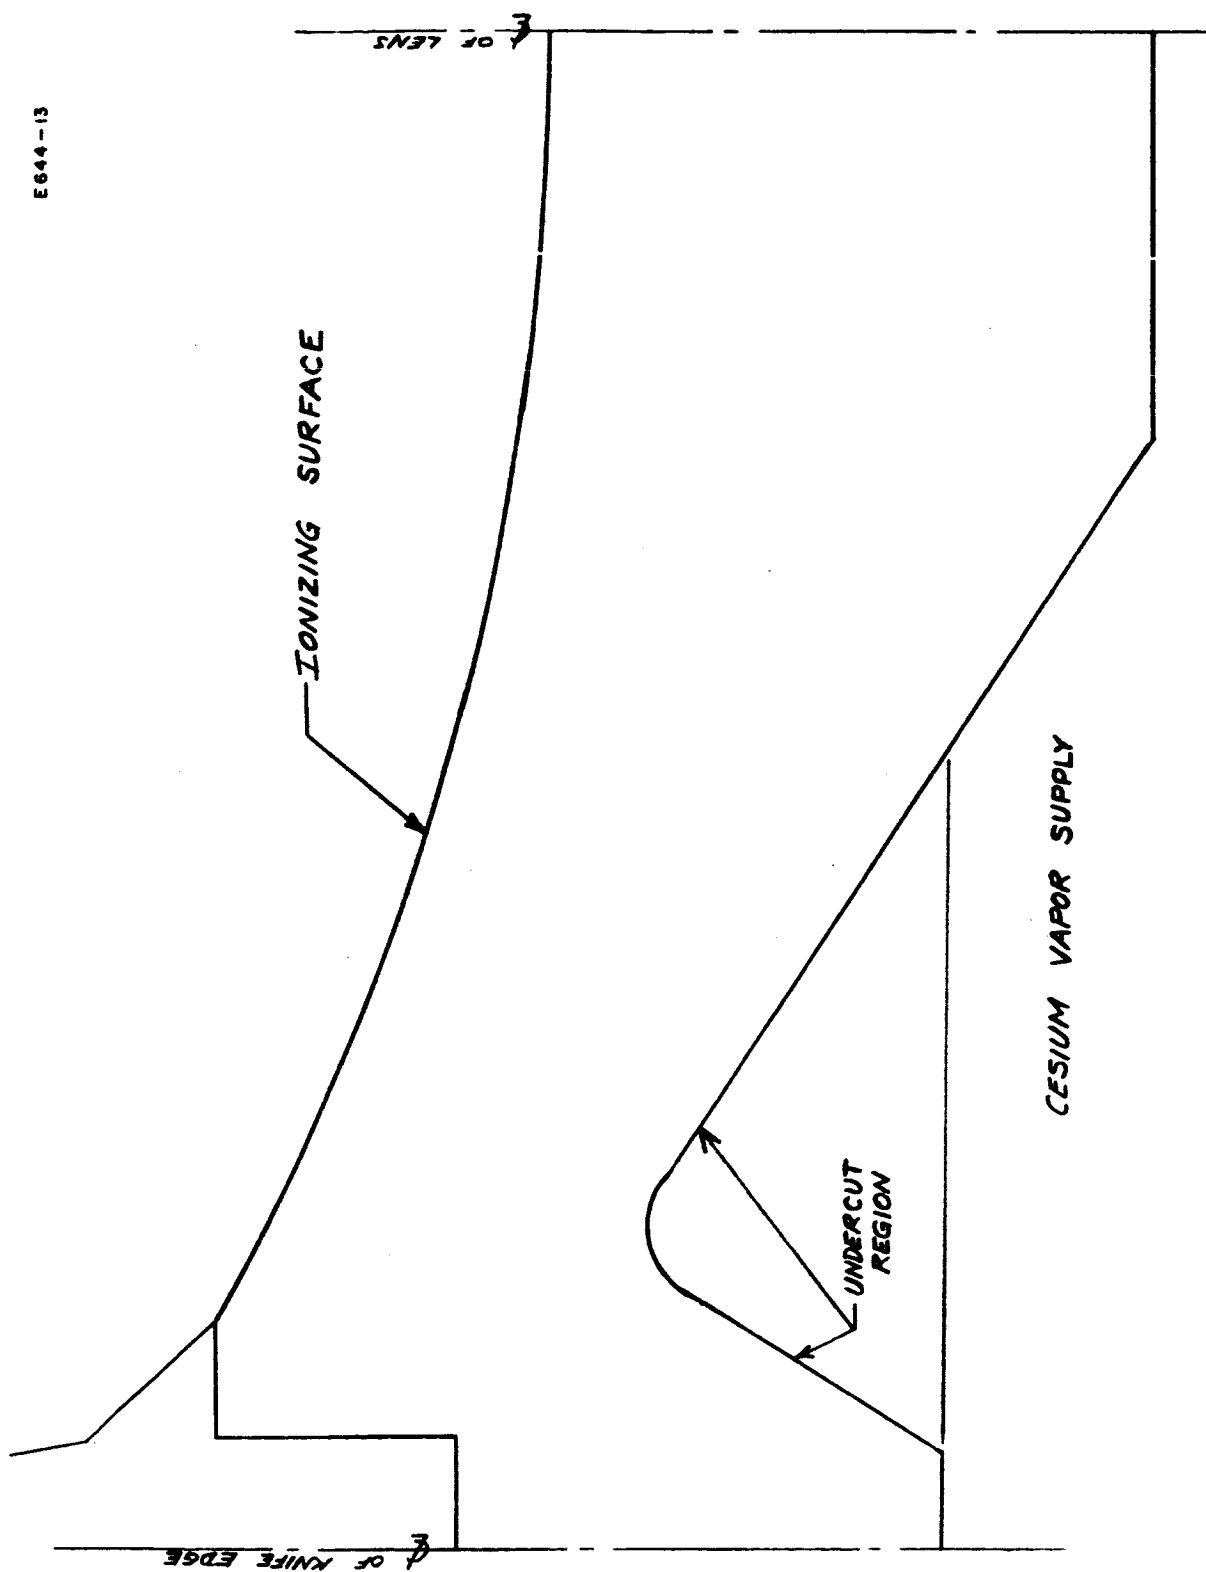 E644-13
℄ OF LENS
IONIZING SURFACE
CESIUM VAPOR SUPPLY
UNDERCUT
REGION
℄ OF KNIFE EDGE